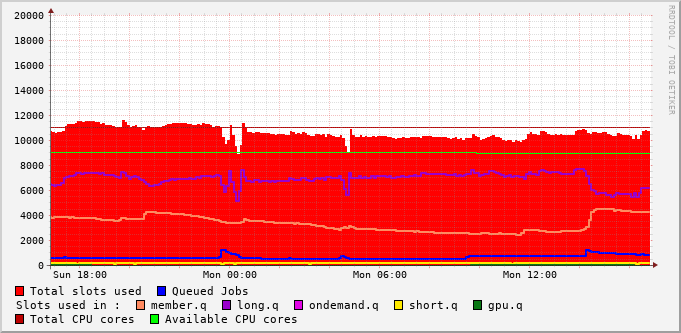 20000
18000
16000
14000
12000
10000
8000
6000
4000
2000
0
Sun 18:00 Mon 00:00 Mon 06:00 Mon 12:00
RRDTOOL / TOBI OETIKER
Total slots used Queued Jobs
Slots used in : member.q long.q ondemand.q short.q gpu.q
Total CPU cores Available CPU cores